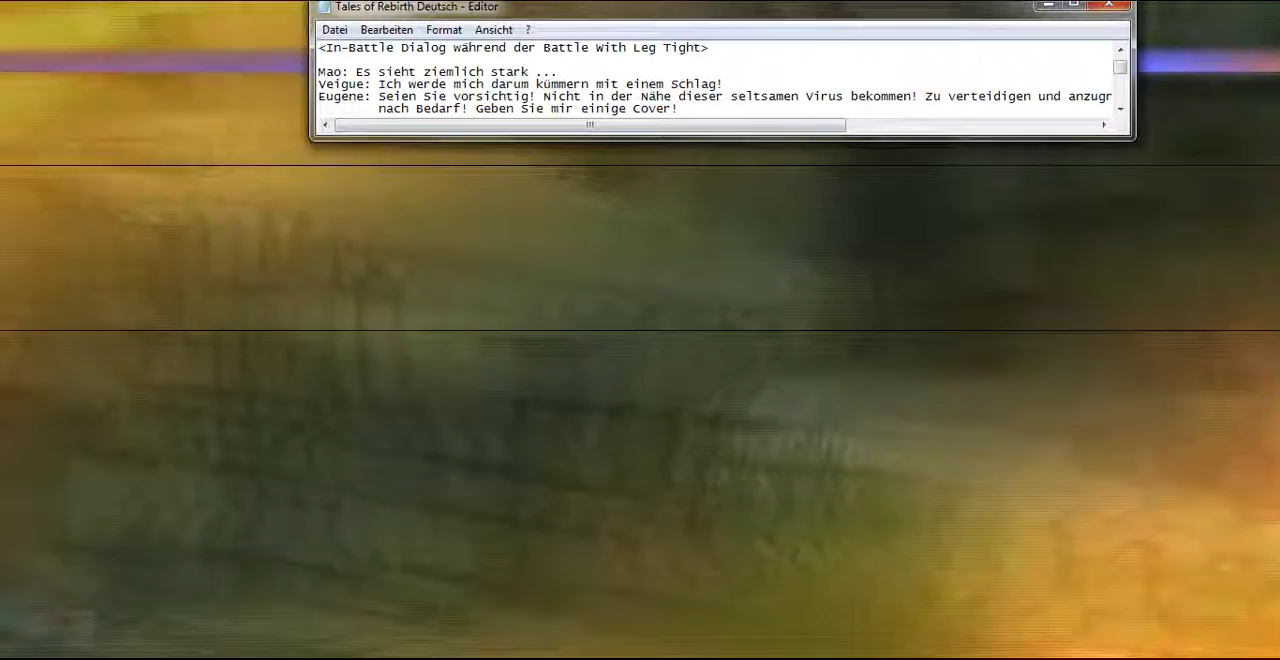 Tales of Rebirth Deutsch - Editor
Datei Bearbeiten Format Ansicht ?
<In-Battle Dialog während der Battle With Leg Tight>
Mao: Es sieht ziemlich stark ...
Veigue: Ich werde mich darum kümmern mit einem Schlag!
Eugene: Seien Sie vorsichtig! Nicht in der Nähe dieser seltsamen Virus bekommen! Zu verteidigen und anzugr
nach Bedarf! Geben Sie mir einige Cover!